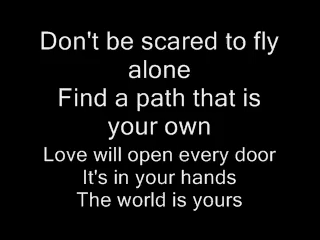 Don't be scared to fly
alone
Find a path that is
your own
Love will open every door
It's in your hands
The world is yours